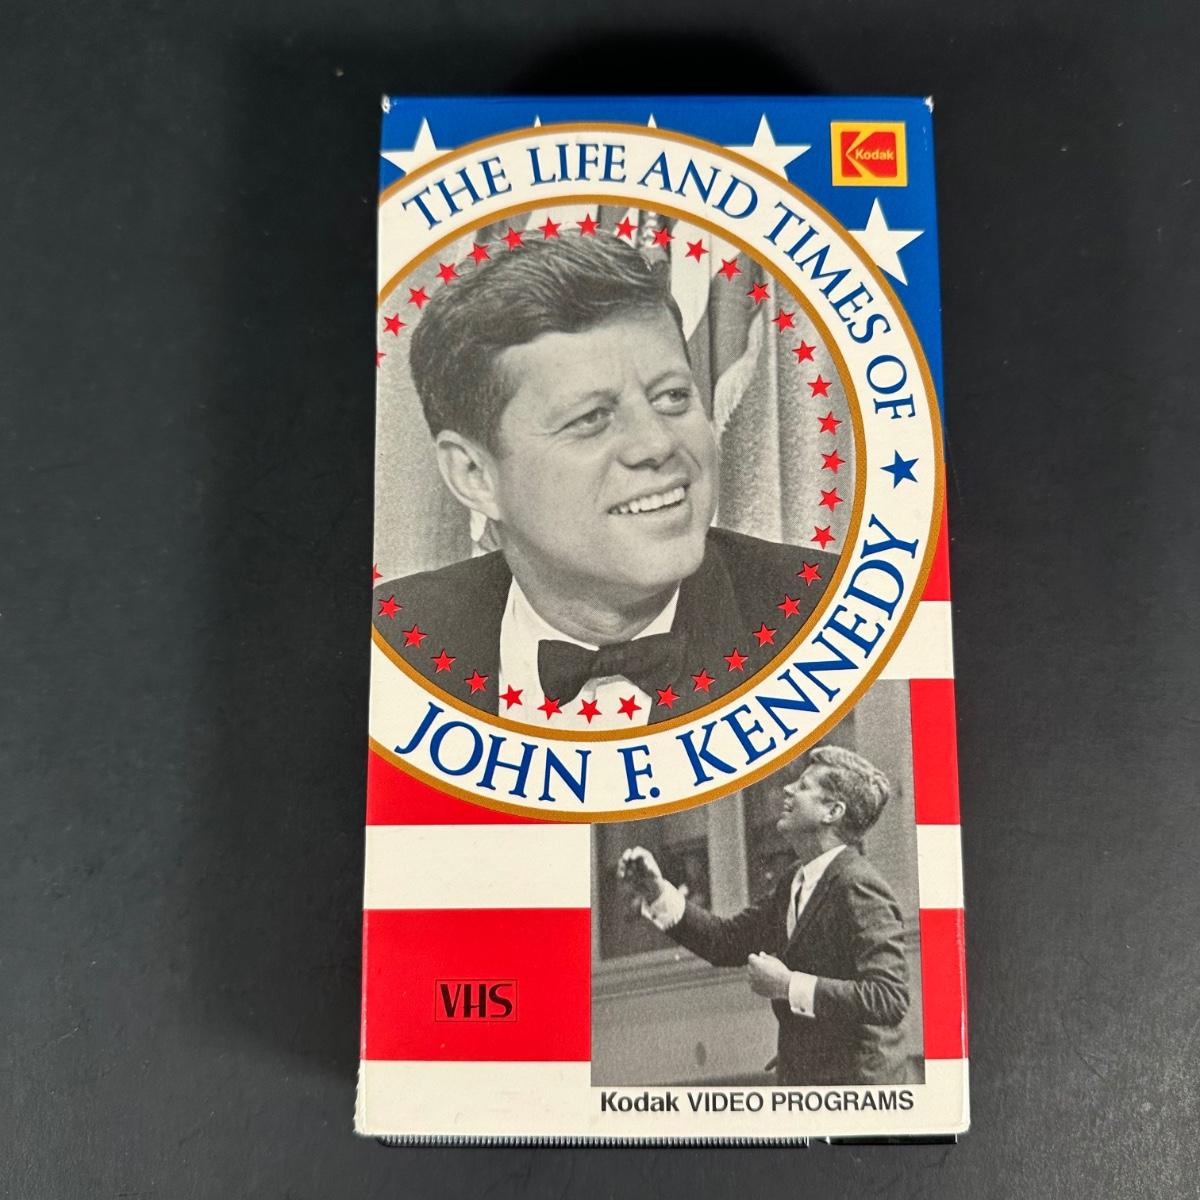 Kodak
THE LIFE AND TIMES OF
JOHN F. KENNEDY
VHS
Kodak VIDEO PROGRAMS